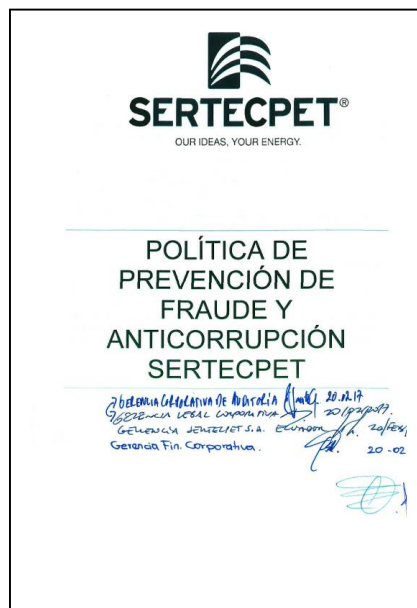 SERTECPET®
OUR IDEAS, YOUR ENERGY.
POLÍTICA DE
PREVENCIÓN DE
FRAUDE Y
ANTICORRUPCIÓN
SERTECPET
GERENCIA CORPORATIVA DE AUDITORÍA 20.02.17
GERENCIA LEGAL CORPORATIVA 20/02/2017.
GERENCIA SERTECPET S.A. ECUADOR 20/FEB/
Gerencia Fin. Corporativa. 20-02